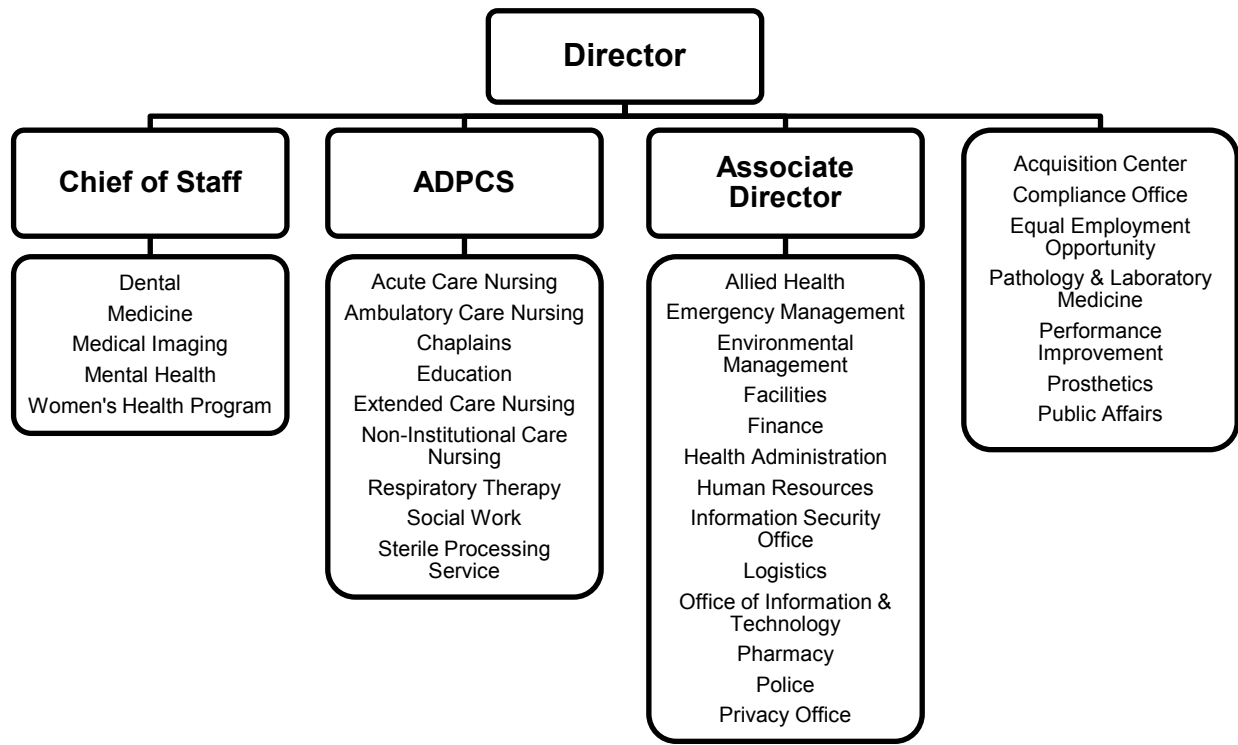 Director
Chief of Staff
Dental
Medicine
Medical Imaging
Mental Health
Women's Health Program
ADPCS
Acute Care Nursing
Ambulatory Care Nursing
Chaplains
Education
Extended Care Nursing
Non-Institutional Care
Nursing
Respiratory Therapy
Social Work
Sterile Processing
Service
Associate
Director
Allied Health
Emergency Management
Environmental
Management
Facilities
Finance
Health Administration
Human Resources
Information Security
Office
Logistics
Office of Information &
Technology
Pharmacy
Police
Privacy Office
Acquisition Center
Compliance Office
Equal Employment
Opportunity
Pathology & Laboratory
Medicine
Performance
Improvement
Prosthetics
Public Affairs